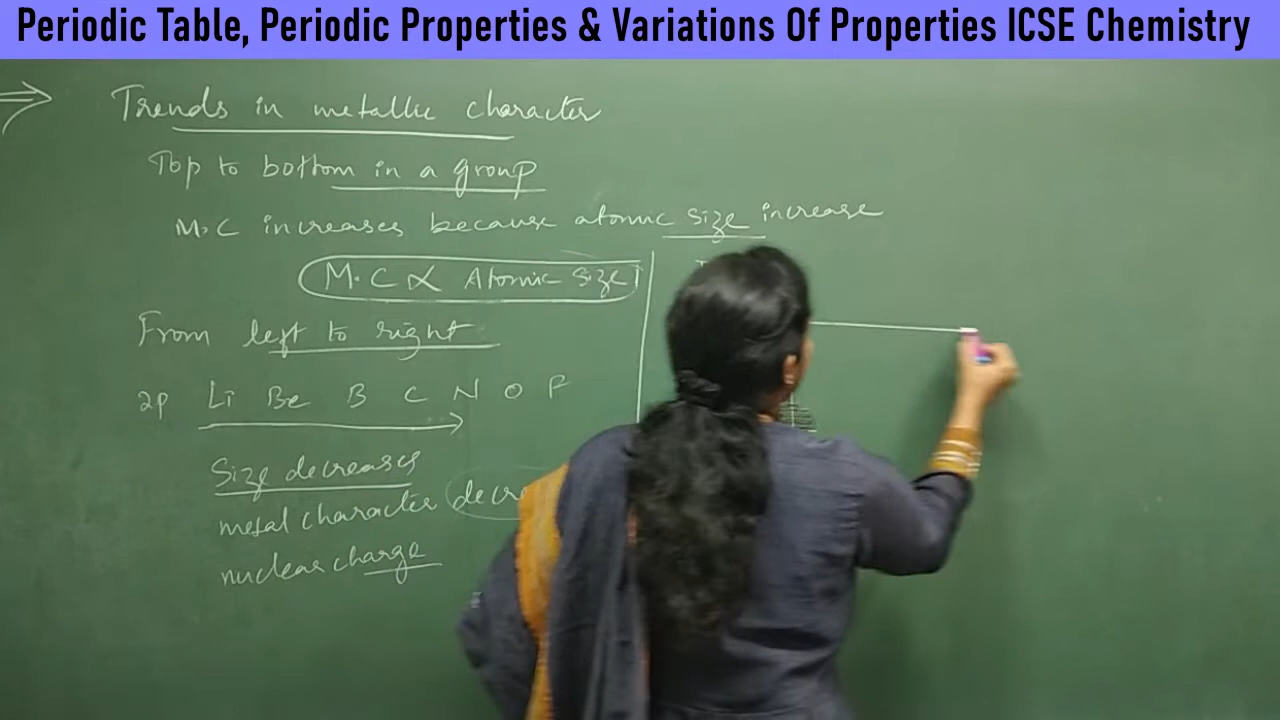 Periodic Table, Periodic Properties & Variations Of Properties ICSE Chemistry
⇒ Trends in metallic character
Top to bottom in a group
M.C increases because atomic size increase
M.C ∝ Atomic Size
From left to right
2p Li Be B C N O F
Size decreases
metal character
nuclear charge